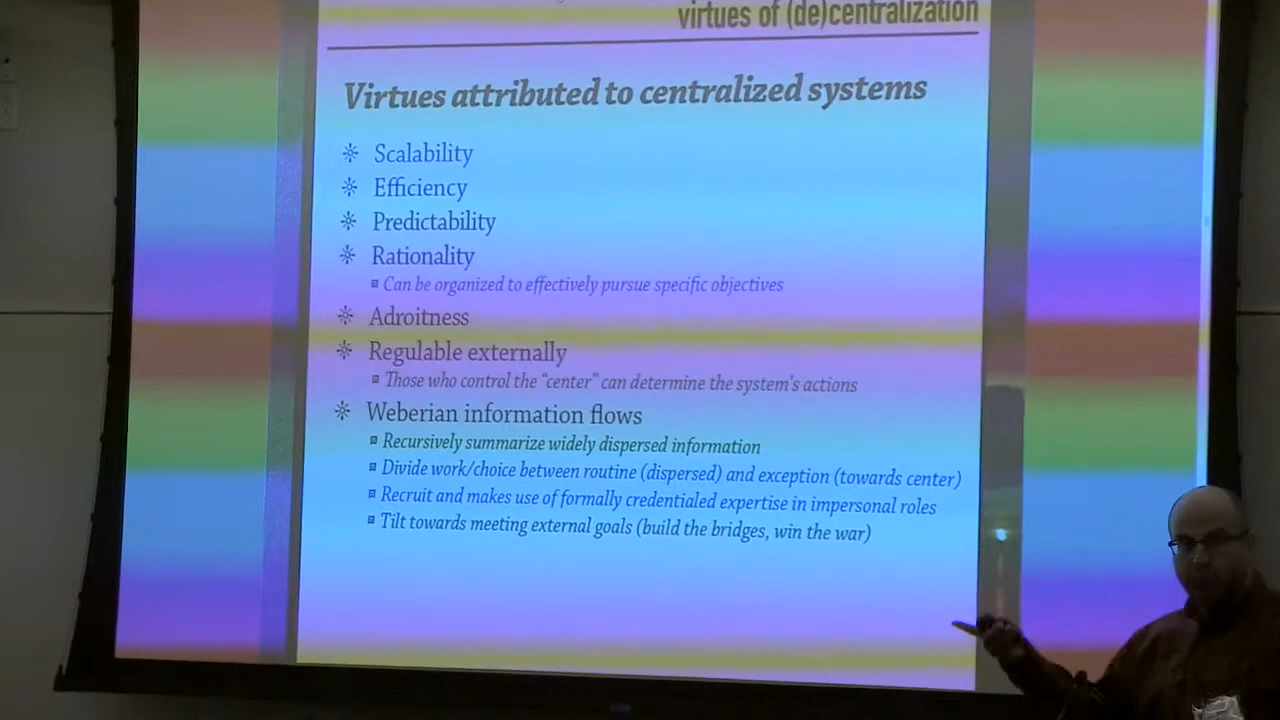 virtues of (de)centralization
Virtues attributed to centralized systems
Scalability
Efficiency
Predictability
Rationality
Can be organized to effectively pursue specific objectives
Adroitness
Regulable externally
Those who control the “center” can determine the system’s actions
Weberian information flows
Recursively summarize widely dispersed information
Divide work/choice between routine (dispersed) and exception (towards center)
Recruit and makes use of formally credentialed expertise in impersonal roles
Tilt towards meeting external goals (build the bridges, win the war)